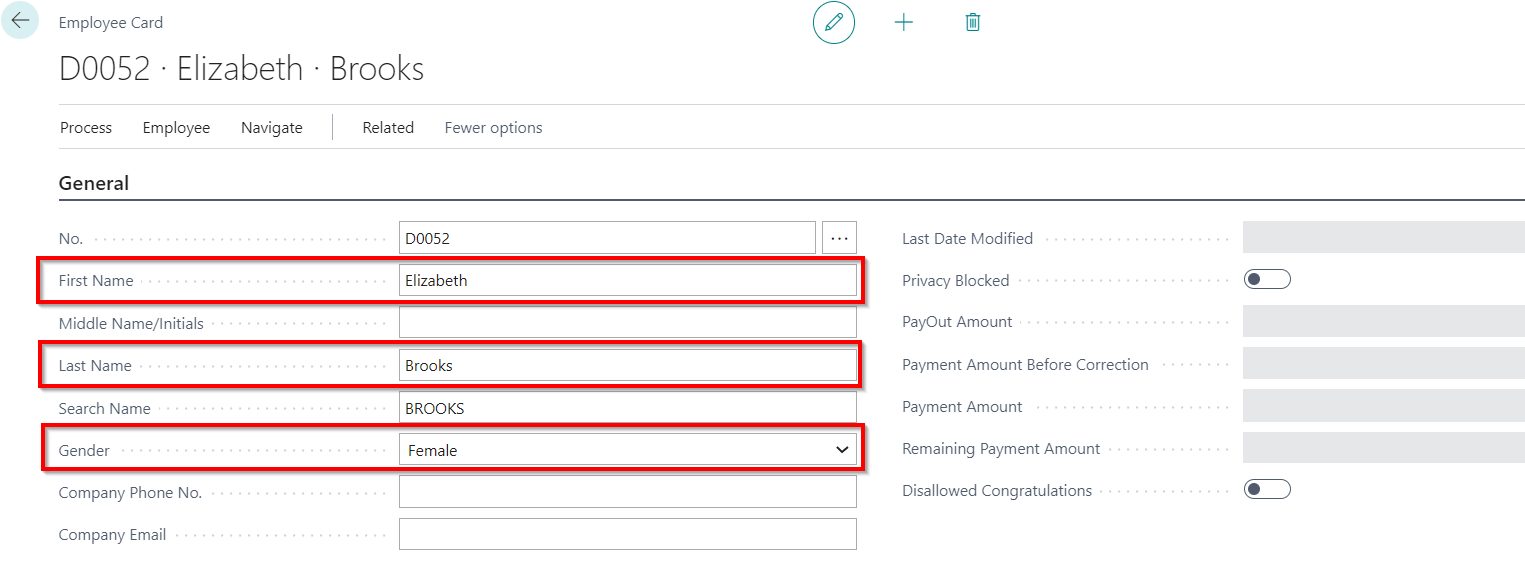 Employee Card
D0052 · Elizabeth · Brooks
Process Employee Navigate Related Fewer options
General
No. D0052 ...
First Name Elizabeth
Middle Name/Initials
Last Name Brooks
Search Name BROOKS
Gender Female
Company Phone No.
Company Email
Last Date Modified
Privacy Blocked
PayOut Amount
Payment Amount Before Correction
Payment Amount
Remaining Payment Amount
Disallowed Congratulations